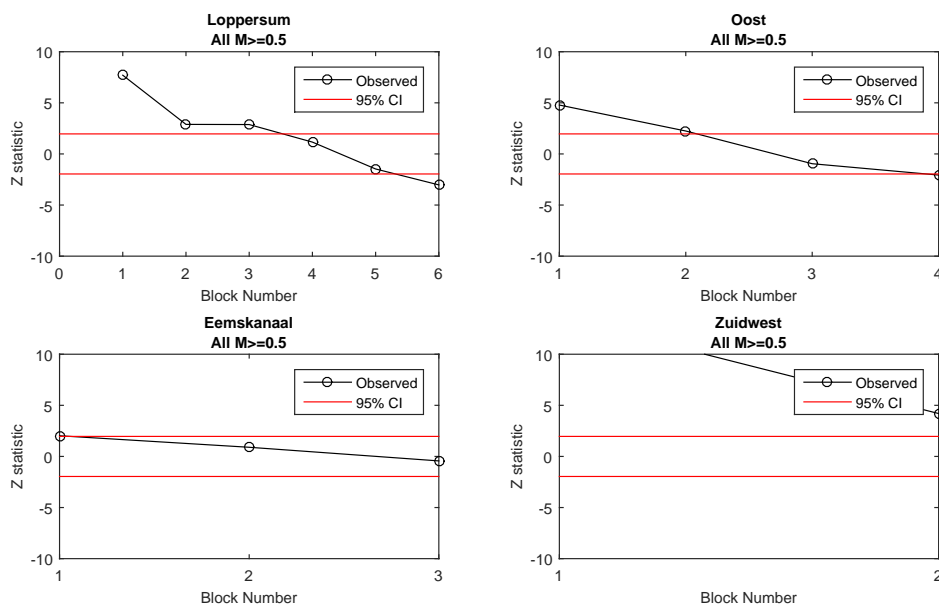 Loppersum
All M>=0.5
10
5
0
-5
-10
Z statistic
0 1 2 3 4 5 6
Block Number
Observed
95% CI
Oost
All M>=0.5
10
5
0
-5
-10
Z statistic
1 2 3 4
Block Number
Observed
95% CI
Eemskanaal
All M>=0.5
10
5
0
-5
-10
Z statistic
1 2 3
Block Number
Observed
95% CI
Zuidwest
All M>=0.5
10
5
0
-5
-10
Z statistic
1 2
Block Number
Observed
95% CI